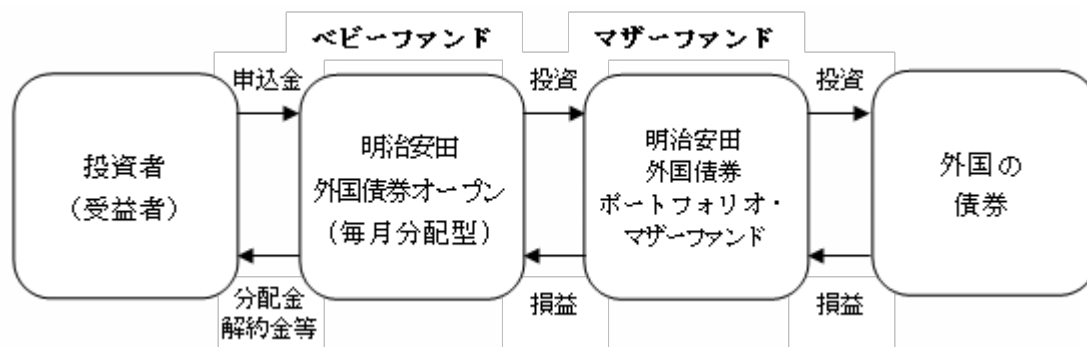 ベビーファンド
マザーファンド
申込金
投資
投資
投資者
（受益者）
明治安田
外国債券オープン
（毎月分配型）
明治安田
外国債券
ポートフォリオ・
マザーファンド
外国の
債券
分配金
解約金等
損益
損益